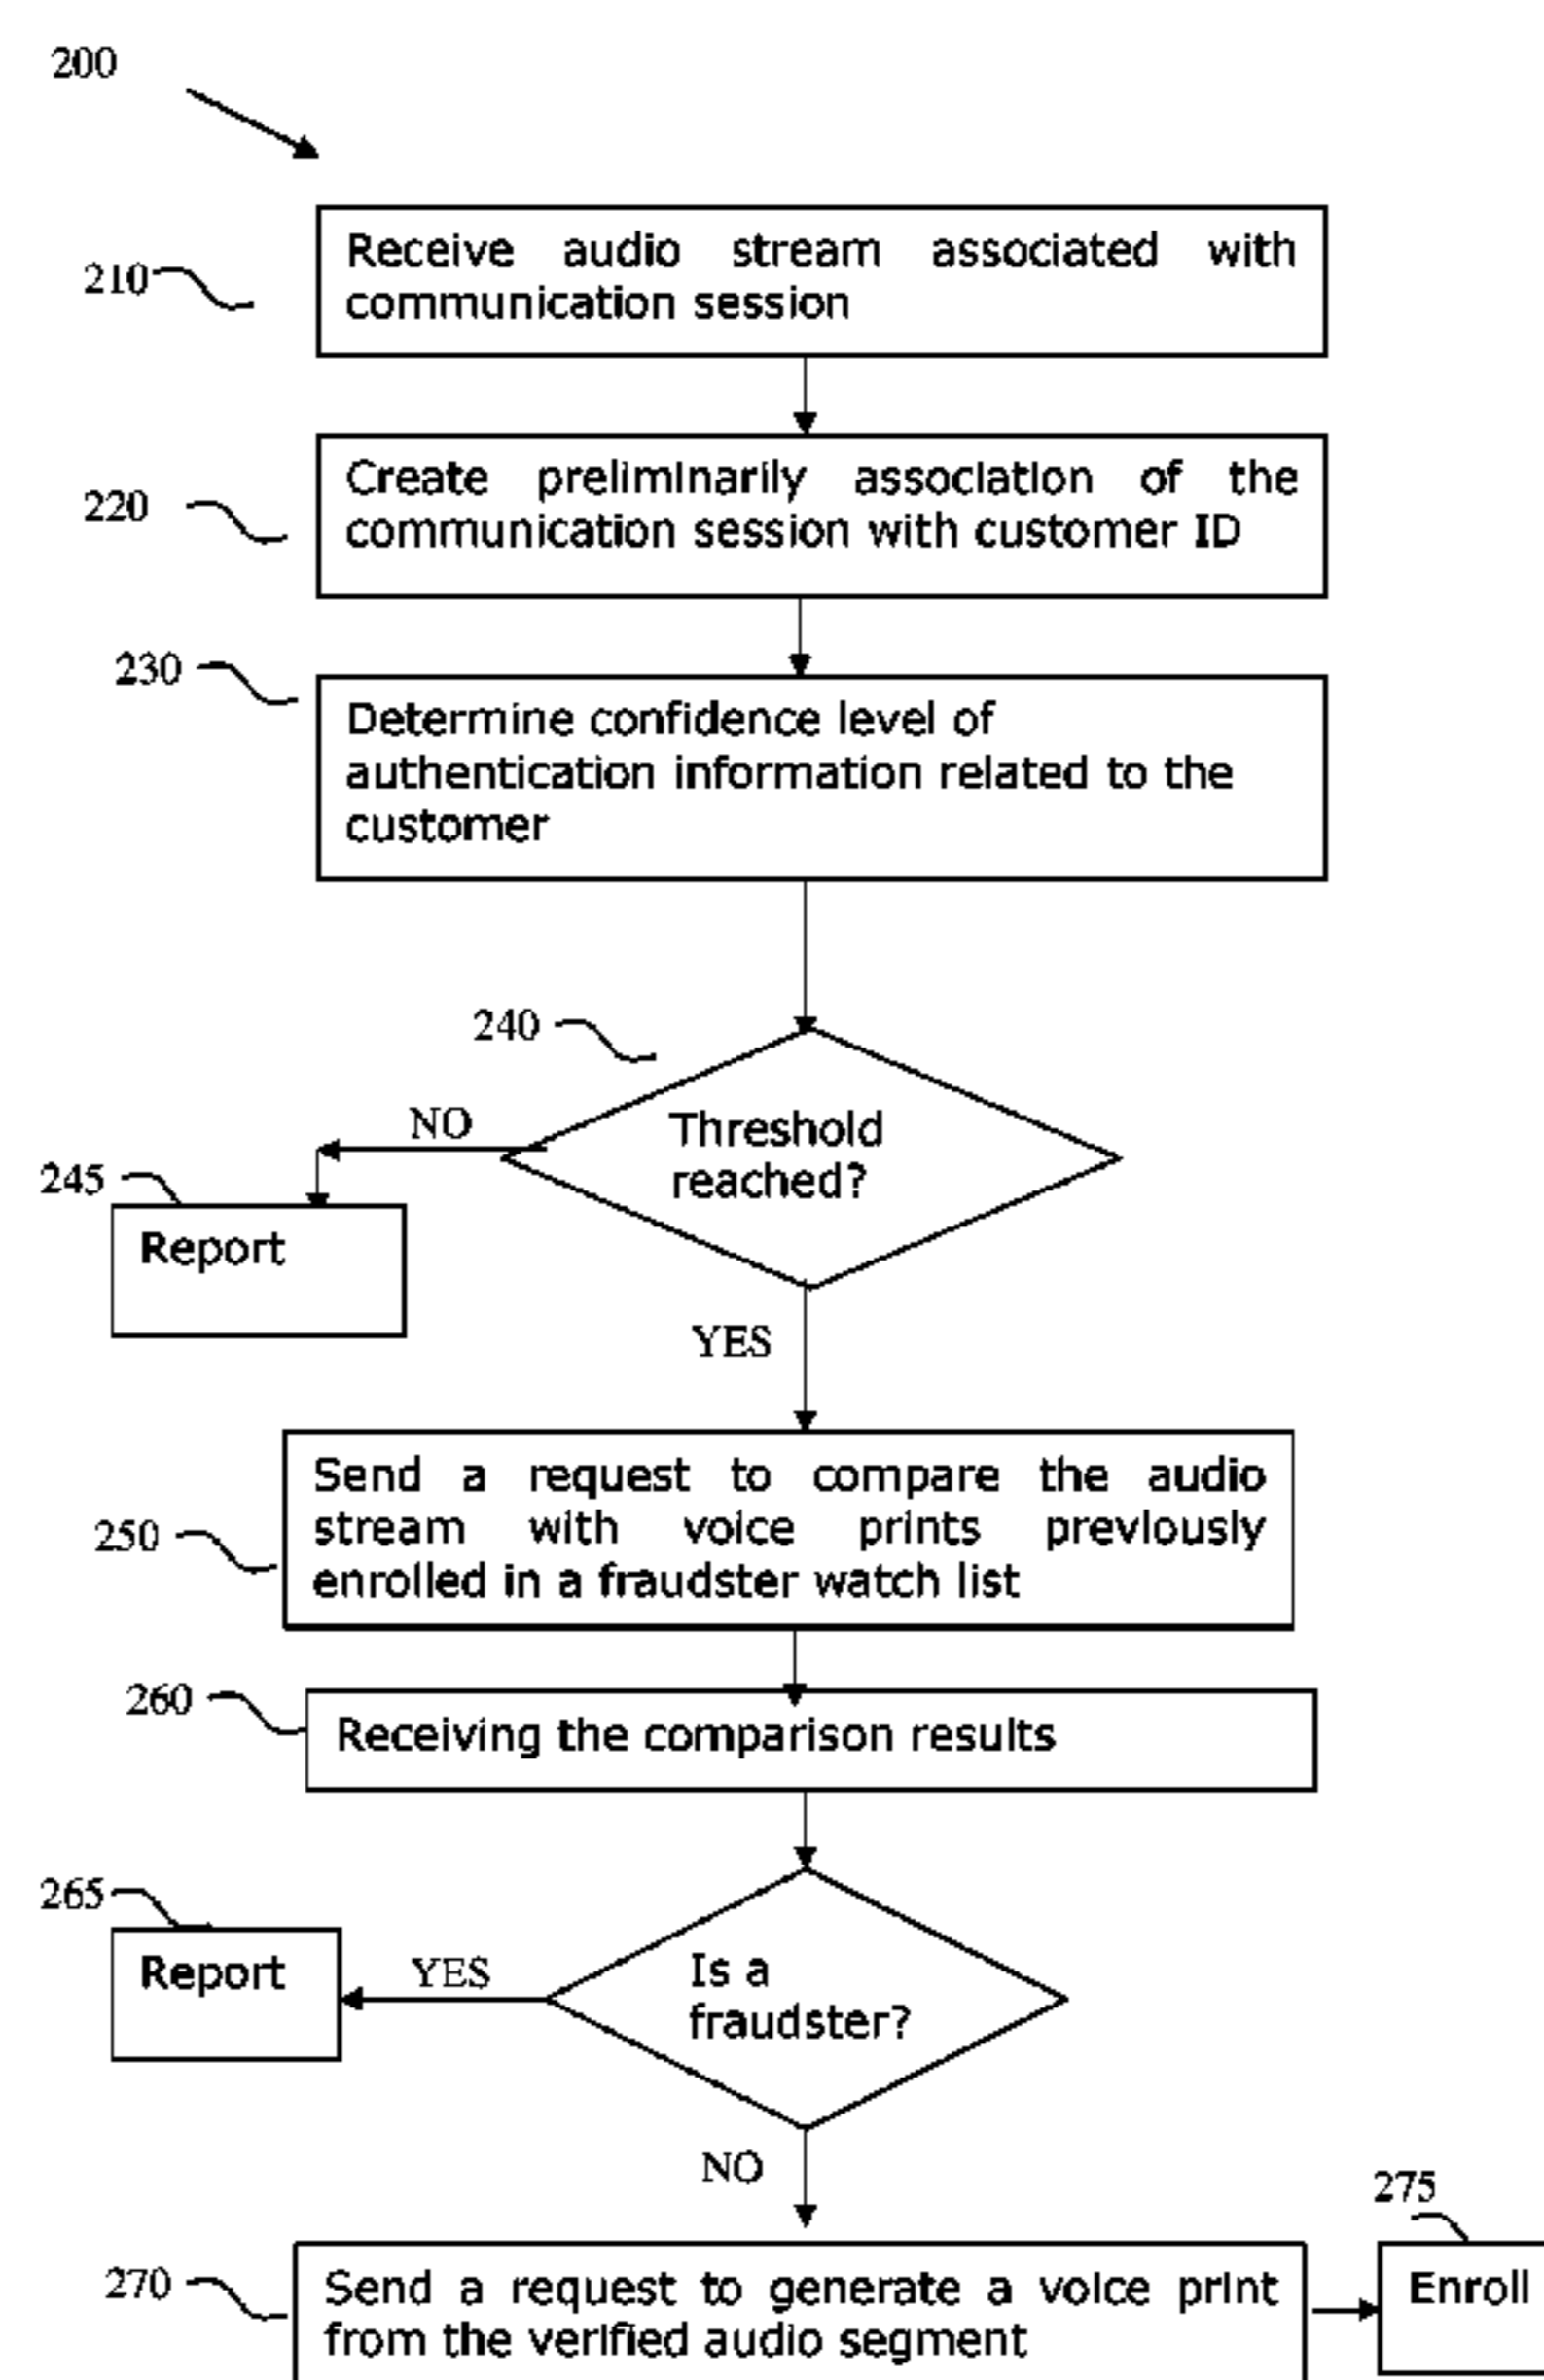 200
210
Receive audio stream associated with
communication session
220
Create preliminarily association of the
communication session with customer ID
230
Determine confidence level of
authentication information related to the
customer
240
Threshold
reached?
NO
245
Report
YES
250
Send a request to compare the audio
stream with voice prints previously
enrolled in a fraudster watch list
260
Receiving the comparison results
265
Report
YES
Is a
fraudster?
NO
275
270
Send a request to generate a voice print
from the verified audio segment
Enroll